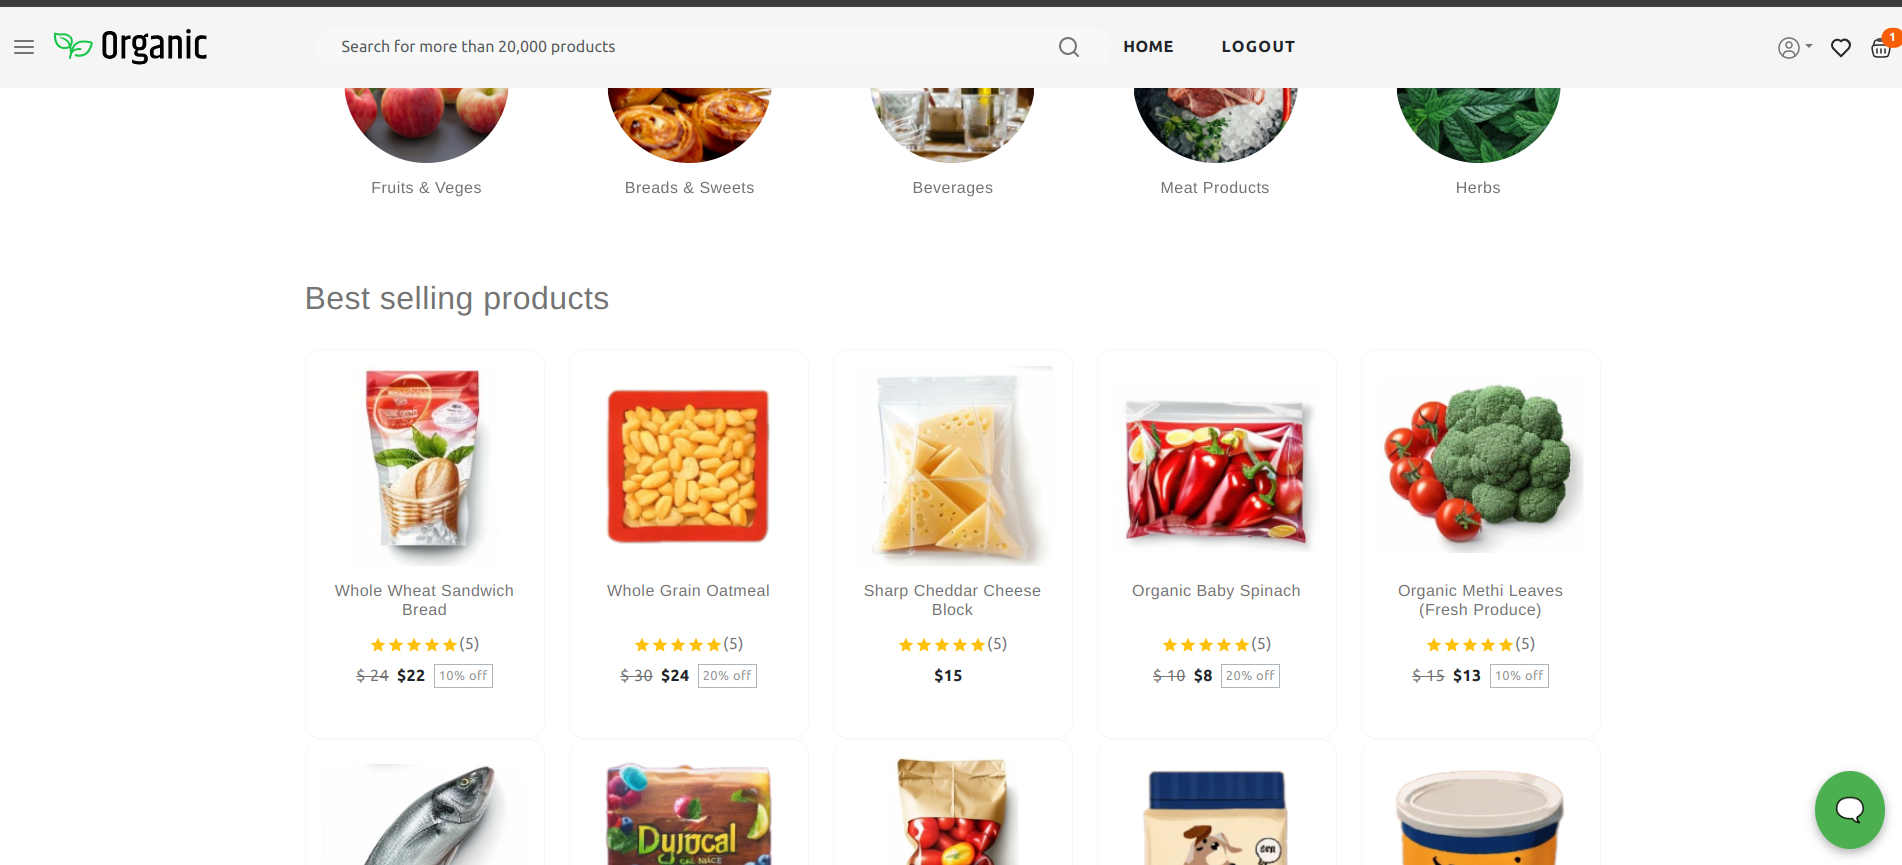 Organic
Search for more than 20,000 products
HOME
LOGOUT
1
Fruits & Veges
Breads & Sweets
Beverages
Meat Products
Herbs
Best selling products
Whole Wheat Sandwich
Bread
(5)
$ 24 $22 10% off
Whole Grain Oatmeal
(5)
$ 30 $24 20% off
Sharp Cheddar Cheese
Block
(5)
$15
Organic Baby Spinach
(5)
$ 10 $8 20% off
Organic Methi Leaves
(Fresh Produce)
(5)
$ 15 $13 10% off